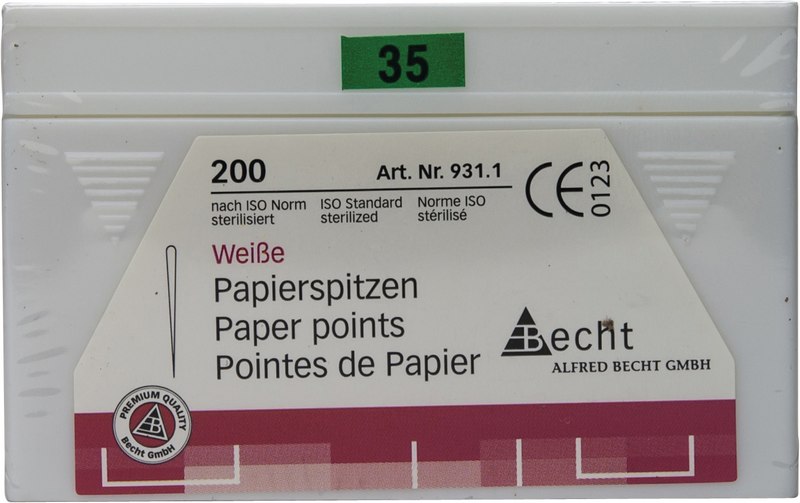 35
200 Art. Nr. 931.1
nach ISO Norm ISO Standard Norme ISO
sterilisiert sterilized stérilisé
CE 0123
Weiße
Papierspitzen
Paper points
Pointes de Papier
Becht
ALFRED BECHT GMBH
PREMIUM QUALITY
B
Becht GmbH